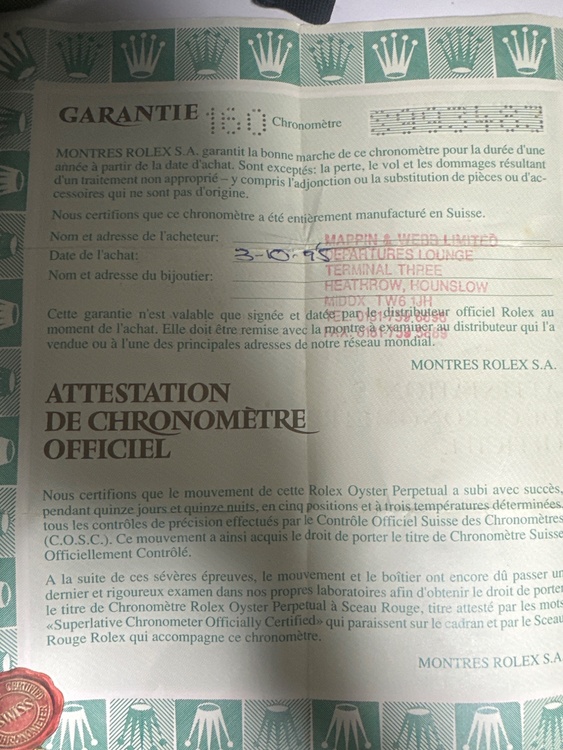 GARANTIE 160 Chronomètre
MONTRES ROLEX S.A. garantit la bonne marche de ce chronomètre pour la durée d'une
année à partir de la date d'achat. Sont exceptés: la perte, le vol et les dommages résultant
d'un traitement non approprié – y compris l'adjonction ou la substitution de pièces ou d'ac-
cessoires qui ne sont pas d'origine.
Nous certifions que ce chronomètre a été entièrement manufacturé en Suisse.
Nom et adresse de l'acheteur:
MAPPIN & WEBB LIMITED
Date de l'achat: 3-10-95
DEPARTURES LOUNGE
Nom et adresse du bijoutier:
TERMINAL THREE
HEATHROW, HOUNSLOW
MIDDX TW6 1JH
Cette garantie n'est valable que signée et datée par le distributeur officiel Rolex au
moment de l'achat. Elle doit être remise avec la montre à examiner au distributeur qui l'a
vendue ou à l'une des principales adresses de notre réseau mondial.
MONTRES ROLEX S.A.
ATTESTATION
DE CHRONOMÈTRE
OFFICIEL
Nous certifions que le mouvement de cette Rolex Oyster Perpetual a subi avec succès,
pendant quinze jours et quinze nuits, en cinq positions et à trois températures déterminées,
tous les contrôles de précision effectués par le Contrôle Officiel Suisse des Chronomètres
(C.O.S.C.). Ce mouvement a ainsi acquis le droit de porter le titre de Chronomètre Suisse
Officiellement Contrôlé.
A la suite de ces sévères épreuves, le mouvement et le boîtier ont encore dû passer un
dernier et rigoureux examen dans nos propres laboratoires afin d'obtenir le droit de porter
le titre de Chronomètre Rolex Oyster Perpetual à Sceau Rouge, titre attesté par les mots
«Superlative Chronometer Officially Certified» qui paraissent sur le cadran et par le Sceau
Rouge Rolex qui accompagne ce chronomètre.
MONTRES ROLEX S.A.
CERTIFIED
SWISS
CHRONOMETER